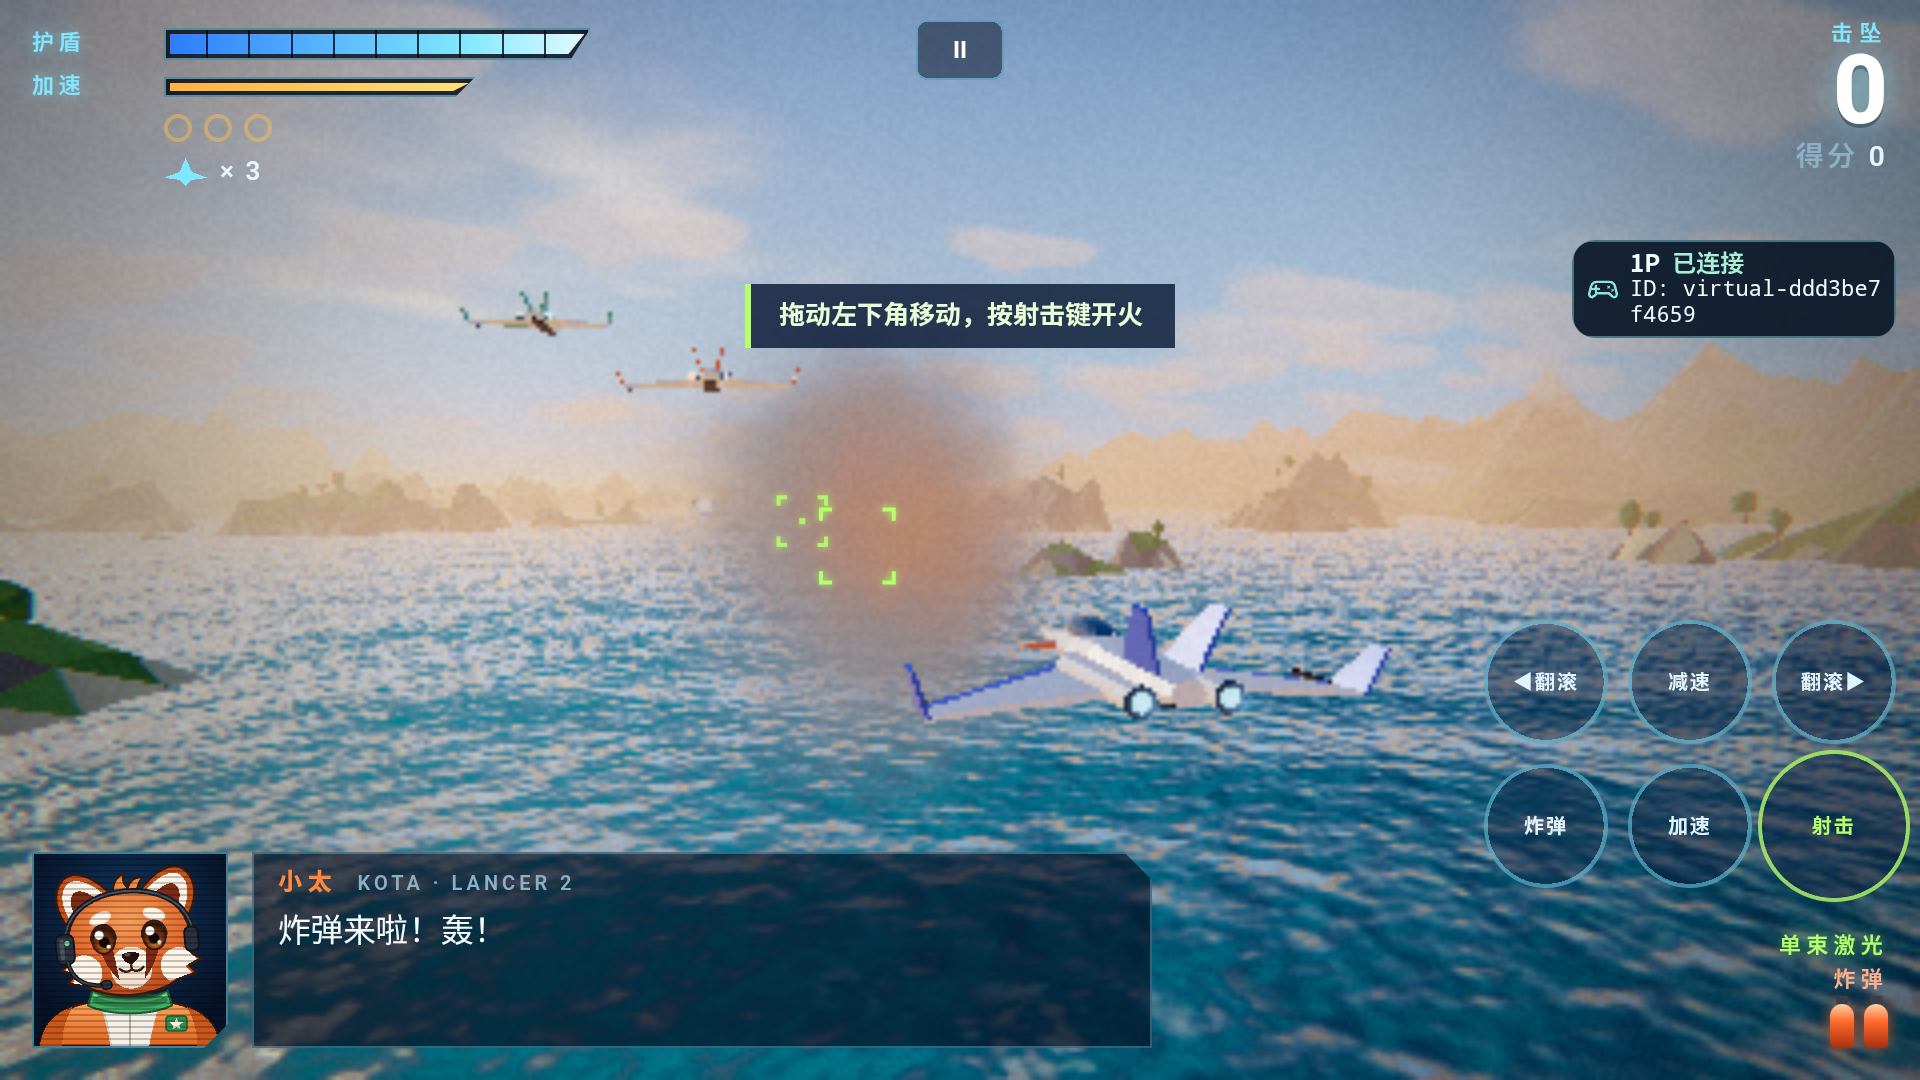 护盾
加速
× 3
击坠
0
得分 0
1P 已连接
ID: virtual-ddd3be7
f4659
拖动左下角移动，按射击键开火
◀翻滚
减速
翻滚▶
炸弹
加速
射击
小太 KOTA · LANCER 2
炸弹来啦！轰！
单束激光
炸弹